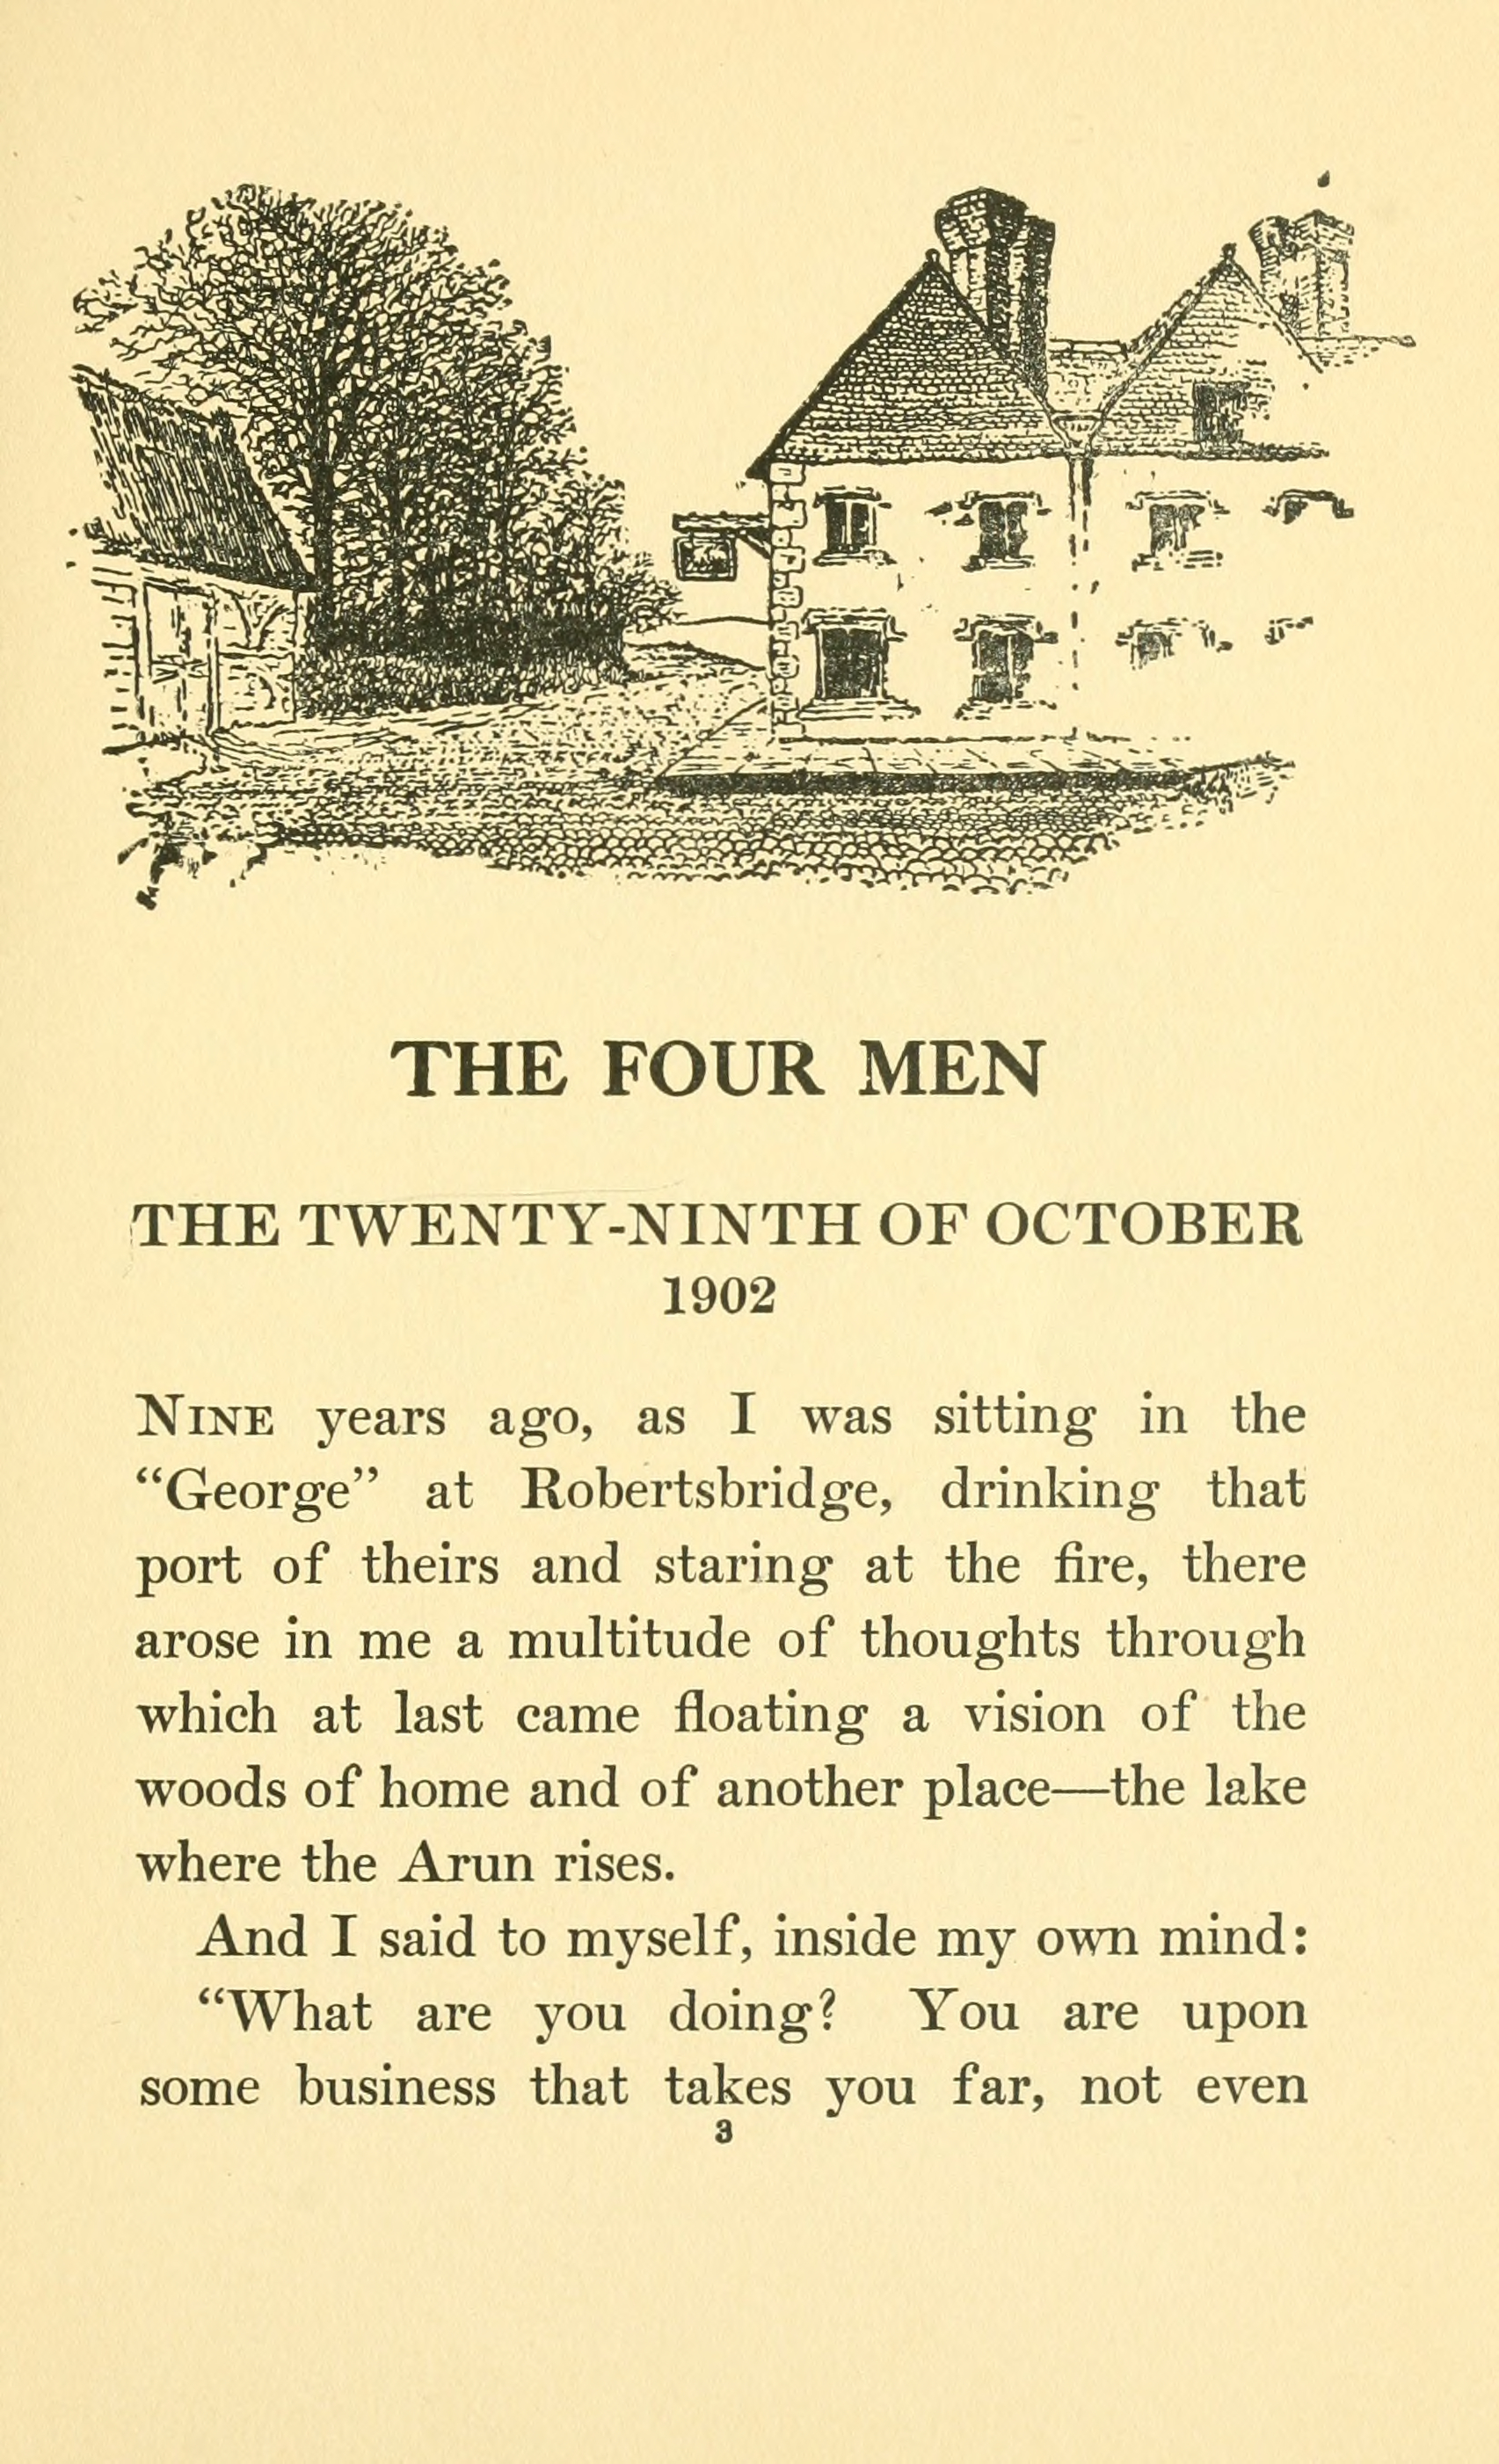 THE FOUR MEN
THE TWENTY-NINTH OF OCTOBER
1902
NINE years ago, as I was sitting in the
“George” at Robertsbridge, drinking that
port of theirs and staring at the fire, there
arose in me a multitude of thoughts through
which at last came floating a vision of the
woods of home and of another place—the lake
where the Arun rises.
And I said to myself, inside my own mind:
“What are you doing? You are upon
some business that takes you far, not even
3